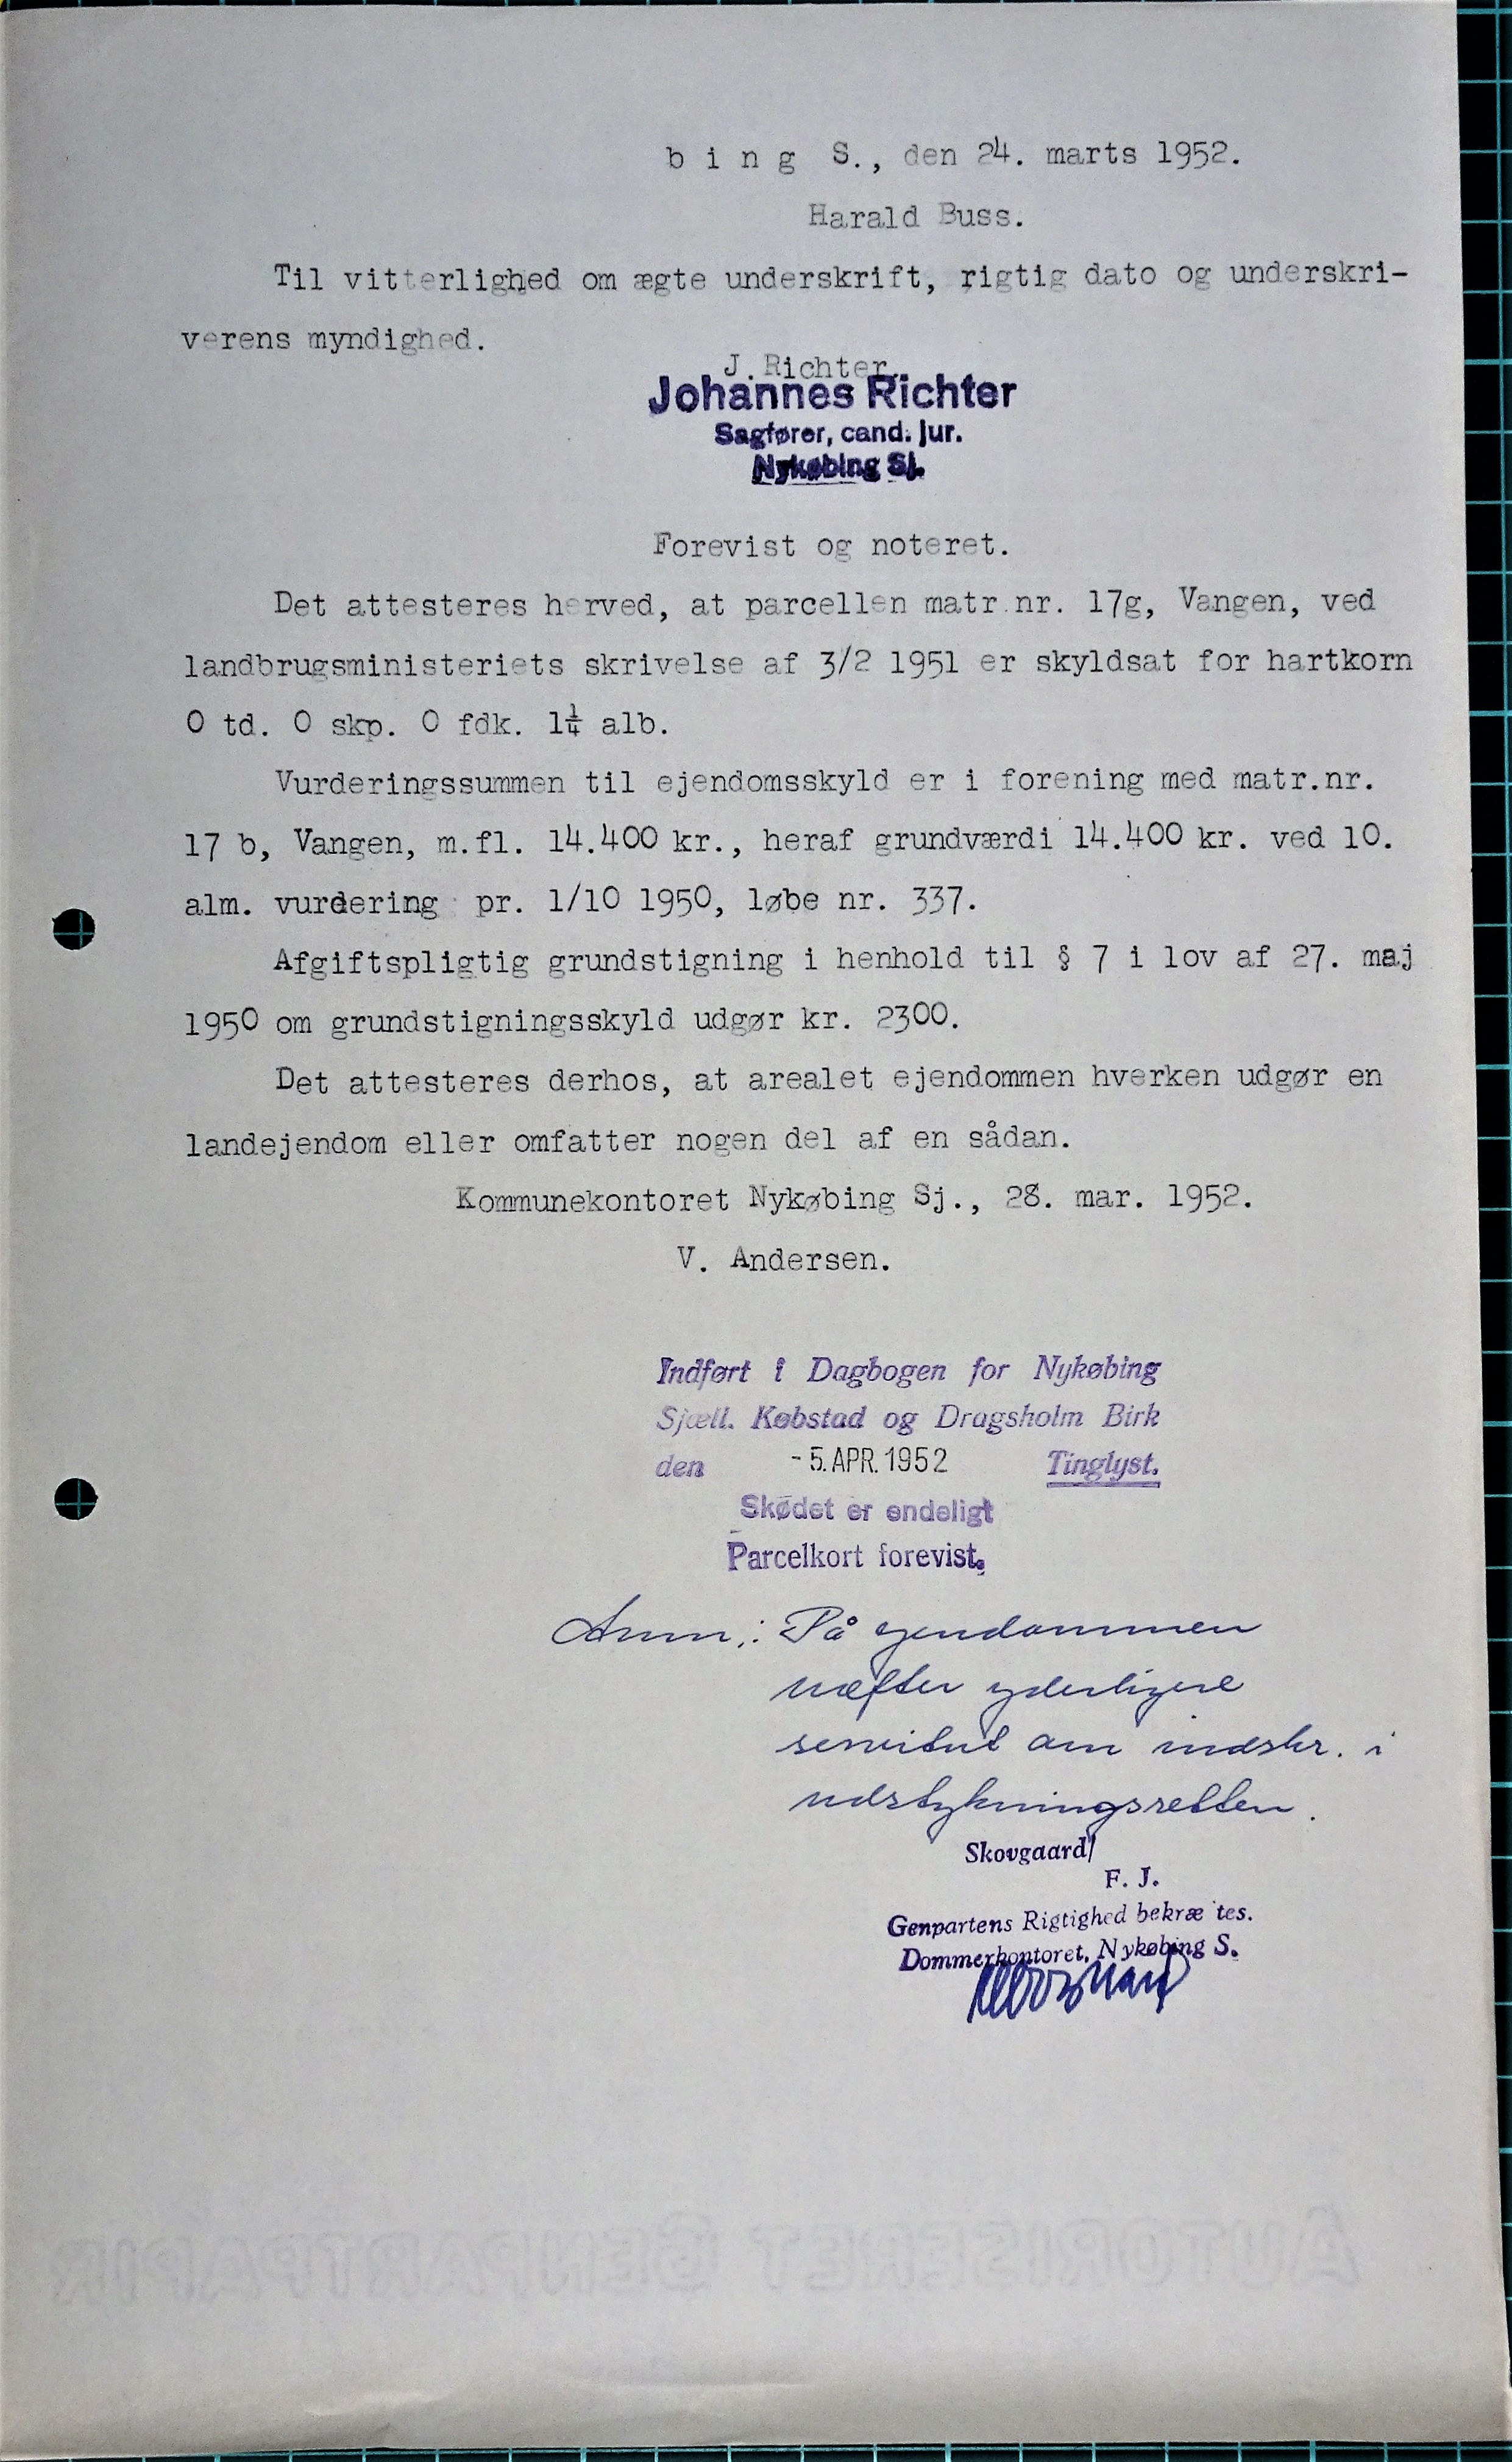 b i n g S., den 24. marts 1952.
Harald Buss.
Til vitterlighed om ægte underskrift, rigtig dato og underskri-
verens myndighed.
J. Richter.
Johannes Richter
Sagfører, cand. jur.
Nykøbing Sj.
Forevist og noteret.
Det attesteres herved, at parcellen matr.nr. 17g, Vangen, ved
landbrugsministeriets skrivelse af 3/2 1951 er skyldsat for hartkorn
0 td. 0 skp. 0 fdk. 1¼ alb.
Vurderingssummen til ejendomsskyld er i forening med matr.nr.
17 b, Vangen, m.fl. 14.400 kr., heraf grundværdi 14.400 kr. ved 10.
alm. vurdering pr. 1/10 1950, løbe nr. 337.
Afgiftspligtig grundstigning i henhold til § 7 i lov af 27. maj
1950 om grundstigningsskyld udgør kr. 2300.
Det attesteres derhos, at arealet ejendommen hverken udgør en
landejendom eller omfatter nogen del af en sådan.
Kommunekontoret Nykøbing Sj., 28. mar. 1952.
V. Andersen.
Indført i Dagbogen for Nykøbing
Sjæll. Købstad og Dragsholm Birk
den - 5. APR. 1952 Tinglyst.
Skødet er endeligt
Parcelkort forevist.
Anm.: På ejendommen
hæfter yderligere
servitut om indskr. i
udstykningsretten.
Skovgaard
F. J.
Genpartens Rigtighed bekræ tes.
Dommerkontoret, Nykøbing S.
AUTORISERET GENPARTPAPIR